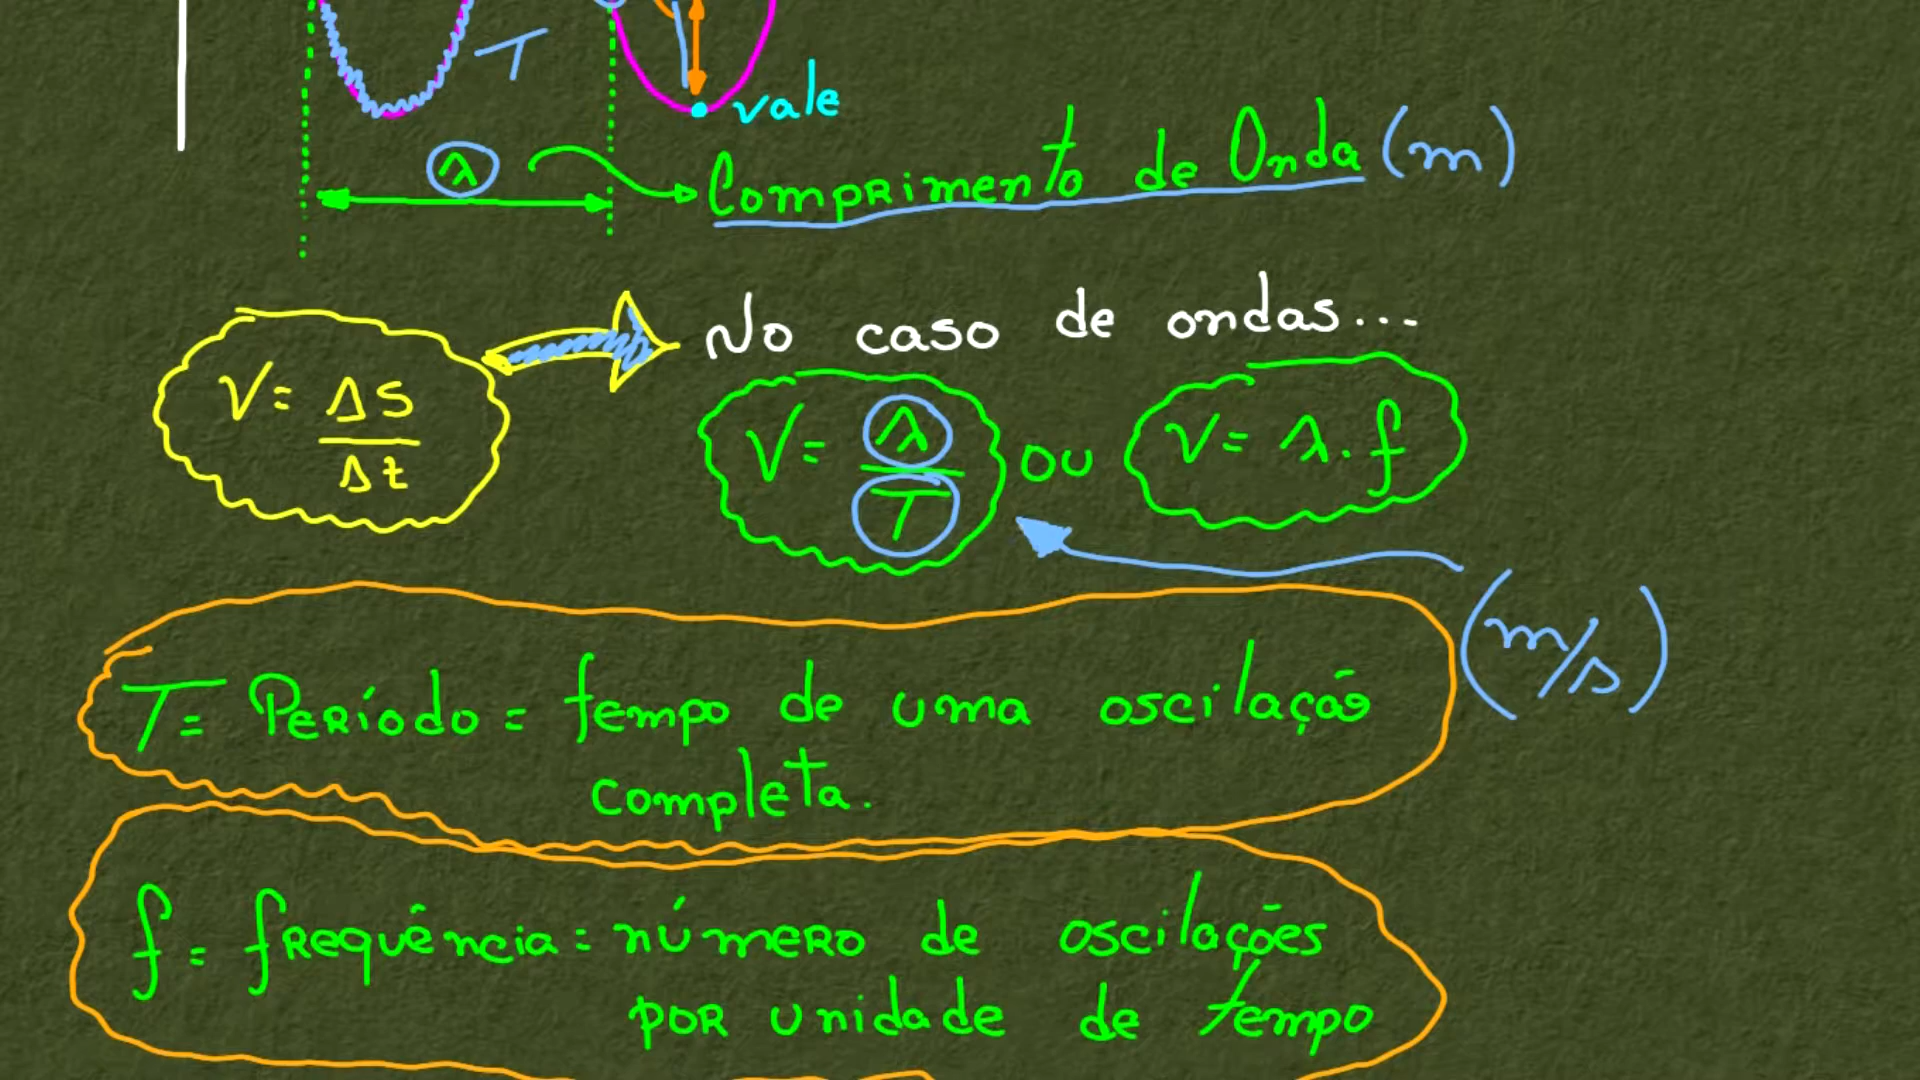 T
vale
λ Comprimento de Onda (m)
No caso de ondas...
V = ΔS / Δt
V = λ / T ou v = λ . f
(m/s)
T = Período = tempo de uma oscilação
completa.
f = frequência = número de oscilações
por unidade de tempo